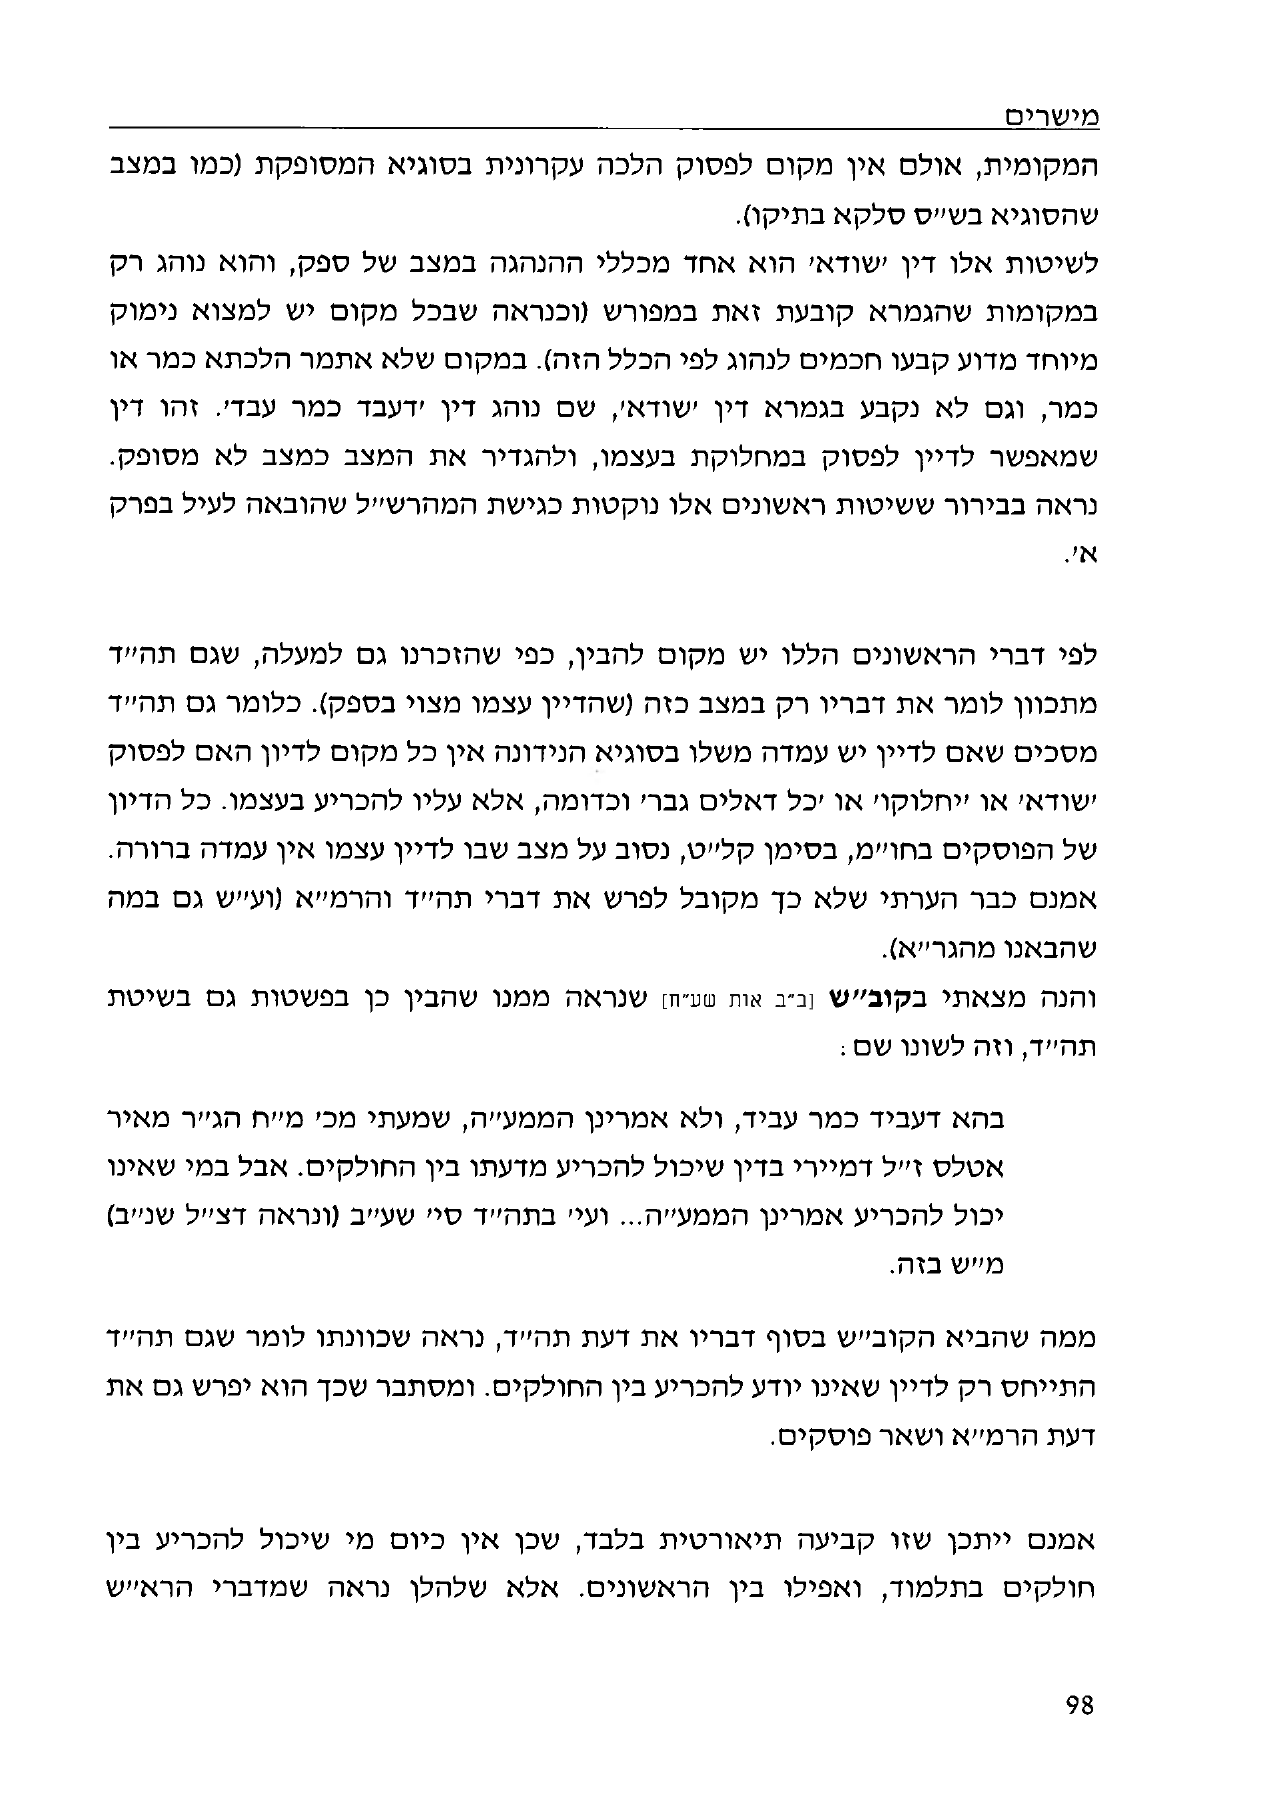 מישרים
המקומית, אולם אין מקום לפסוק הלכה עקרונית בסוגיא המסופקת (כמו במצב
שהסוגיא בש״ס סלקא בתיקו).
לשיטות אלו דין ׳שודא׳ הוא אחד מכללי ההנהגה במצב של ספק, והוא נוהג רק
במקומות שהגמרא קובעת זאת במפורש (וכנראה שבכל מקום יש למצוא נימוק
מיוחד מדוע קבעו חכמים לנהוג לפי הכלל הזה). במקום שלא אתמר הלכתא כמר או
כמר, וגם לא נקבע בגמרא דין ׳שודא׳, שם נוהג דין ׳דעבד כמר עבד׳. זהו דין
שמאפשר לדיין לפסוק במחלוקת בעצמו, ולהגדיר את המצב כמצב לא מסופק.
נראה בבירור ששיטות ראשונים אלו נוקטות כגישת המהרש״ל שהובאה לעיל בפרק
א׳.
לפי דברי הראשונים הללו יש מקום להבין, כפי שהזכרנו גם למעלה, שגם תה״ד
מתכוון לומר את דבריו רק במצב כזה (שהדיין עצמו מצוי בספק). כלומר גם תה״ד
מסכים שאם לדיין יש עמדה משלו בסוגיא הנידונה אין כל מקום לדיון האם לפסוק
׳שודא׳ או ׳יחלוקו׳ או ׳כל דאלים גבר׳ וכדומה, אלא עליו להכריע בעצמו. כל הדיון
של הפוסקים בחו״מ, בסימן קל״ט, נסוב על מצב שבו לדיין עצמו אין עמדה ברורה.
אמנם כבר הערתי שלא כך מקובל לפרש את דברי תה״ד והרמ״א (וע״ש גם במה
שהבאנו מהגר״א).
והנה מצאתי בקוב״ש [ב״ב אות שע״ח] שנראה ממנו שהבין כן בפשטות גם בשיטת
תה״ד, וזה לשונו שם:
בהא דעביד כמר עביד, ולא אמרינן הממע״ה, שמעתי מכ׳ מ״ח הג״ר מאיר
אטלס ז״ל דמיירי בדין שיכול להכריע מדעתו בין החולקים. אבל במי שאינו
יכול להכריע אמרינן הממע״ה... ועי׳ בתה״ד סי׳ שע״ב (ונראה דצ״ל שנ״ב)
מ״ש בזה.
ממה שהביא הקוב״ש בסוף דבריו את דעת תה״ד, נראה שכוונתו לומר שגם תה״ד
התייחס רק לדיין שאינו יודע להכריע בין החולקים. ומסתבר שכך הוא יפרש גם את
דעת הרמ״א ושאר פוסקים.
אמנם ייתכן שזו קביעה תיאורטית בלבד, שכן אין כיום מי שיכול להכריע בין
חולקים בתלמוד, ואפילו בין הראשונים. אלא שלהלן נראה שמדברי הרא״ש
98